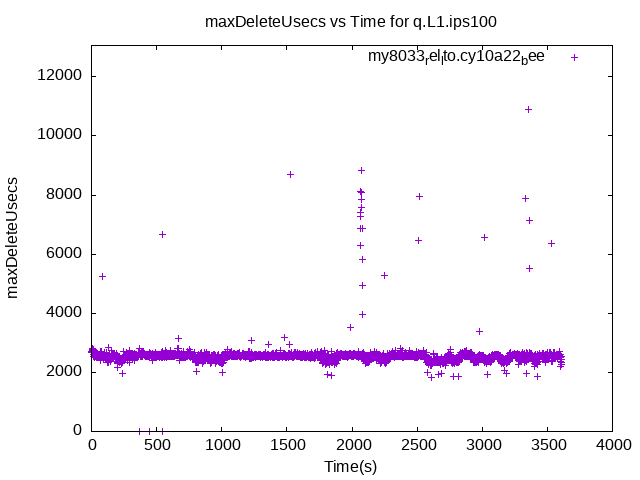 maxDeleteUsecs vs Time for q.L1.ips100
my8033_rel_lto.cy10a22_bee
12000
10000
8000
6000
4000
2000
0
maxDeleteUsecs
0 500 1000 1500 2000 2500 3000 3500 4000
Time(s)